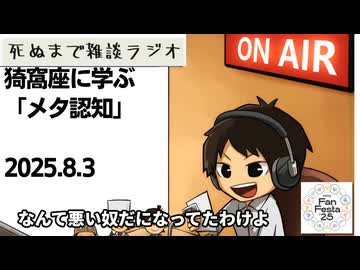 死ぬまで雑談ラジオ
ON AIR
猗窩座に学ぶ
「メタ認知」
2025.8.3
Fan
Festa
'25
なんて悪い奴だになってたわけよ